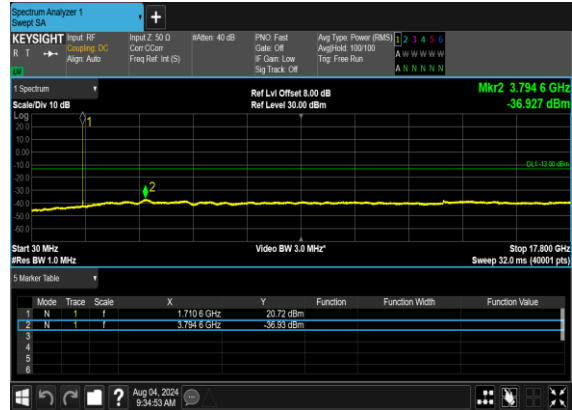 Spectrum Analyzer 1
Swept SA
+
KEYSIGHT Input: RF Input Z: 50 Ω #Atten: 40 dB PNO: Fast Avg Type: Power (RMS) 1 2 3 4 5 6
R T Coupling: DC Corr CCorr Gate: Off Avg|Hold: 100/100 A W W W W W
Align: Auto Freq Ref: Int (S) IF Gain: Low Trig: Free Run
LW Sig Track: Off A N N N N N
1 Spectrum Ref Lvl Offset 8.00 dB Mkr2 3.794 6 GHz
Scale/Div 10 dB Ref Level 30.00 dBm -36.927 dBm
Log
1
20.0
10.0
0.00
-10.0 DL1 -13.00 dBm
-20.0
-30.0 2
-40.0
-50.0
-60.0
Start 30 MHz Video BW 3.0 MHz* Stop 17.800 GHz
#Res BW 1.0 MHz Sweep 32.0 ms (40001 pts)
5 Marker Table
Mode Trace Scale X Y Function Function Width Function Value
1 N 1 f 1.710 6 GHz 20.72 dBm
2 N 1 f 3.794 6 GHz -36.93 dBm
3
4
5
6
? Aug 04, 2024
9:34:53 AM